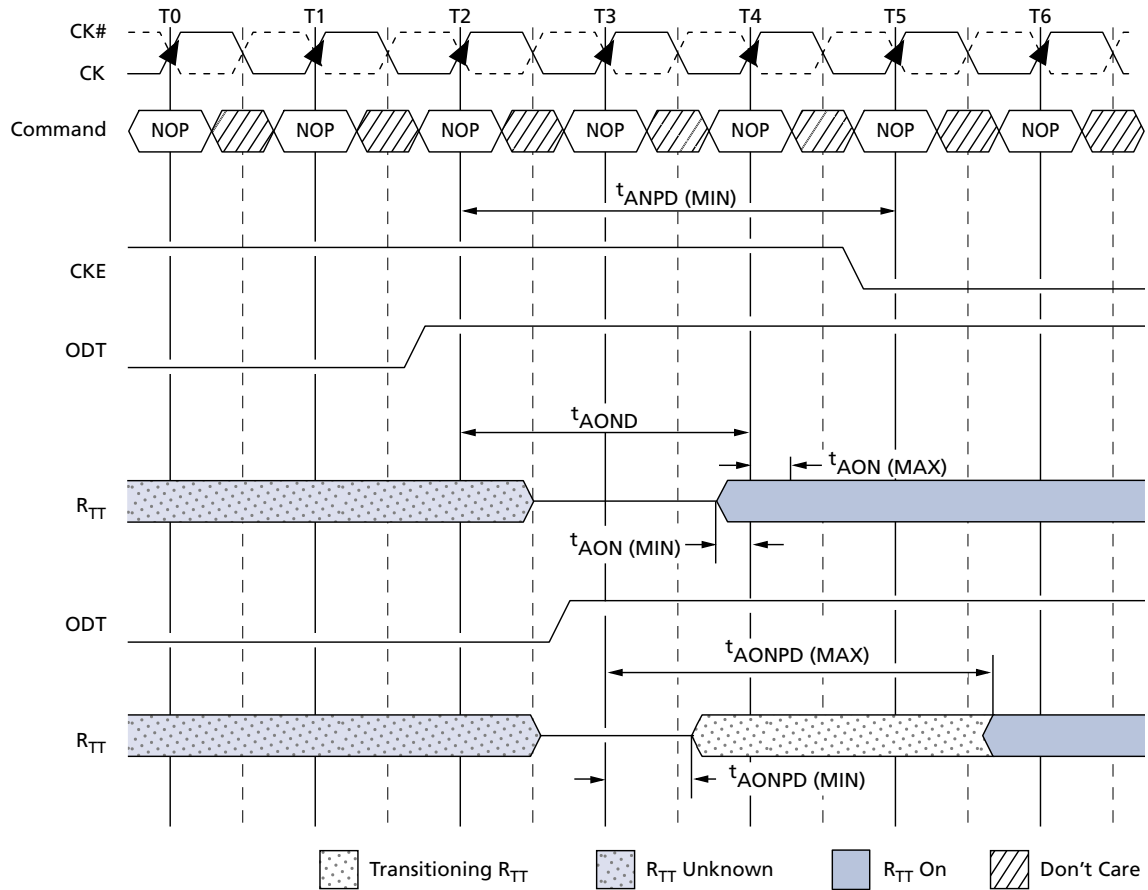 T0 T1 T2 T3 T4 T5 T6
CK#
CK
Command NOP NOP NOP NOP NOP NOP NOP
tANPD (MIN)
CKE
ODT
tAOND
tAON (MAX)
RTT
tAON (MIN)
ODT
tAONPD (MAX)
RTT
tAONPD (MIN)
Transitioning RTT RTT Unknown RTT On Don't Care